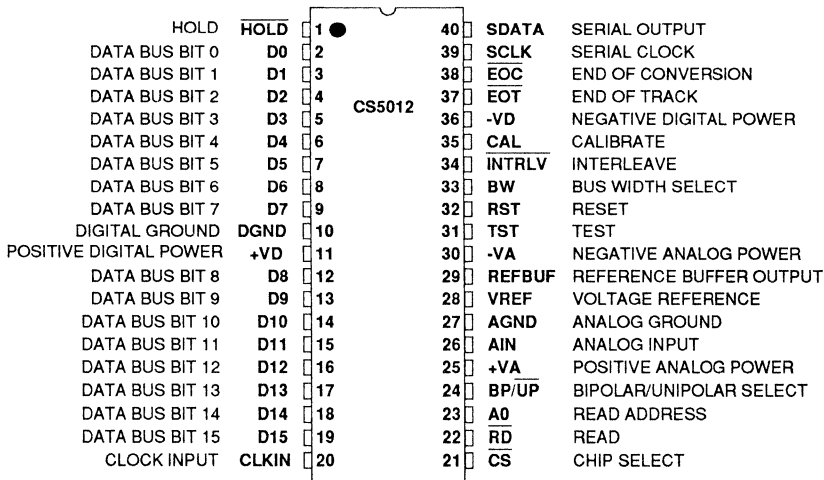 HOLD HOLD 1 40 SDATA SERIAL OUTPUT
DATA BUS BIT 0 D0 2 39 SCLK SERIAL CLOCK
DATA BUS BIT 1 D1 3 38 EOC END OF CONVERSION
DATA BUS BIT 2 D2 4 37 EOT END OF TRACK
CS5012
DATA BUS BIT 3 D3 5 36 -VD NEGATIVE DIGITAL POWER
DATA BUS BIT 4 D4 6 35 CAL CALIBRATE
DATA BUS BIT 5 D5 7 34 INTRLV INTERLEAVE
DATA BUS BIT 6 D6 8 33 BW BUS WIDTH SELECT
DATA BUS BIT 7 D7 9 32 RST RESET
DIGITAL GROUND DGND 10 31 TST TEST
POSITIVE DIGITAL POWER +VD 11 30 -VA NEGATIVE ANALOG POWER
DATA BUS BIT 8 D8 12 29 REFBUF REFERENCE BUFFER OUTPUT
DATA BUS BIT 9 D9 13 28 VREF VOLTAGE REFERENCE
DATA BUS BIT 10 D10 14 27 AGND ANALOG GROUND
DATA BUS BIT 11 D11 15 26 AIN ANALOG INPUT
DATA BUS BIT 12 D12 16 25 +VA POSITIVE ANALOG POWER
DATA BUS BIT 13 D13 17 24 BP/UP BIPOLAR/UNIPOLAR SELECT
DATA BUS BIT 14 D14 18 23 A0 READ ADDRESS
DATA BUS BIT 15 D15 19 22 RD READ
CLOCK INPUT CLKIN 20 21 CS CHIP SELECT